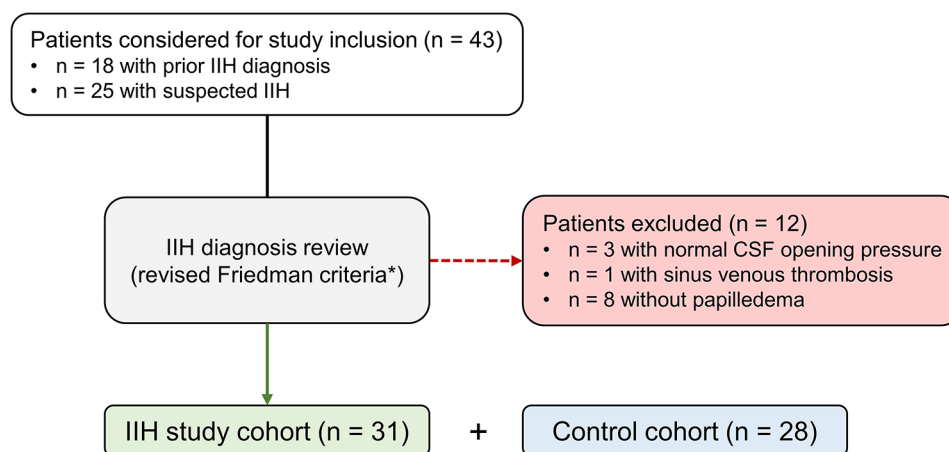 Patients considered for study inclusion (n = 43)
• n = 18 with prior IIH diagnosis
• n = 25 with suspected IIH
IIH diagnosis review
(revised Friedman criteria*)
Patients excluded (n = 12)
• n = 3 with normal CSF opening pressure
• n = 1 with sinus venous thrombosis
• n = 8 without papilledema
IIH study cohort (n = 31)
+
Control cohort (n = 28)